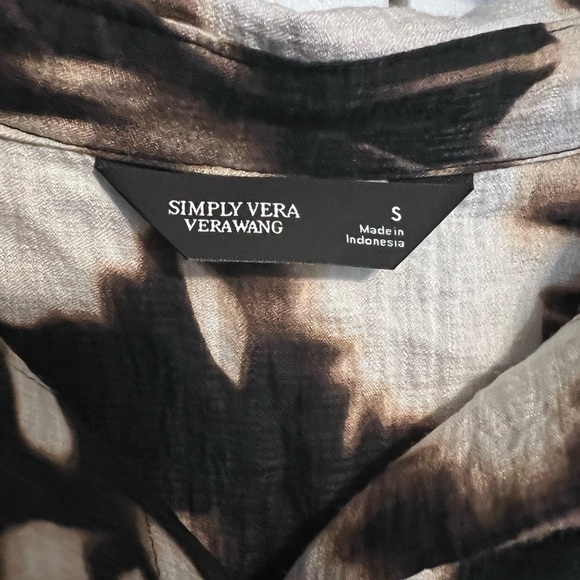 SIMPLY VERA
VERAWANG
S
Made in
Indonesia